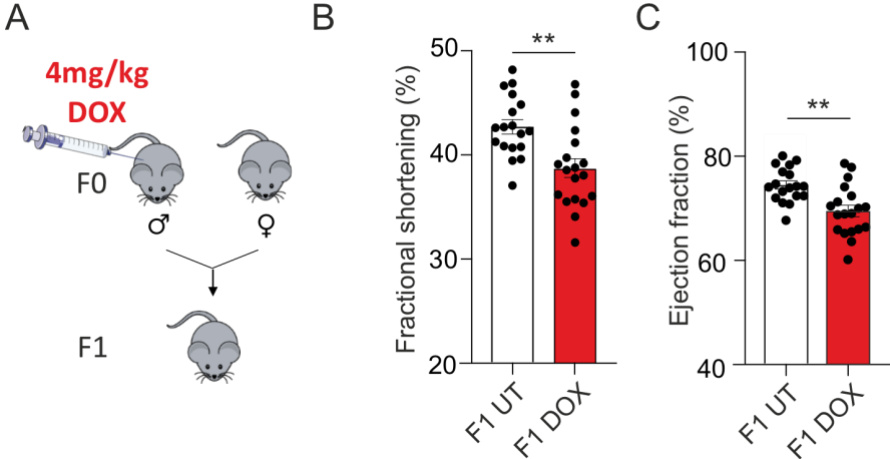 A
4mg/kg
DOX
F0
♂
♀
F1
B
Fractional shortening (%)
50
40
30
20
**
F1 UT
F1 DOX
C
Ejection fraction (%)
100
80
60
40
**
F1 UT
F1 DOX